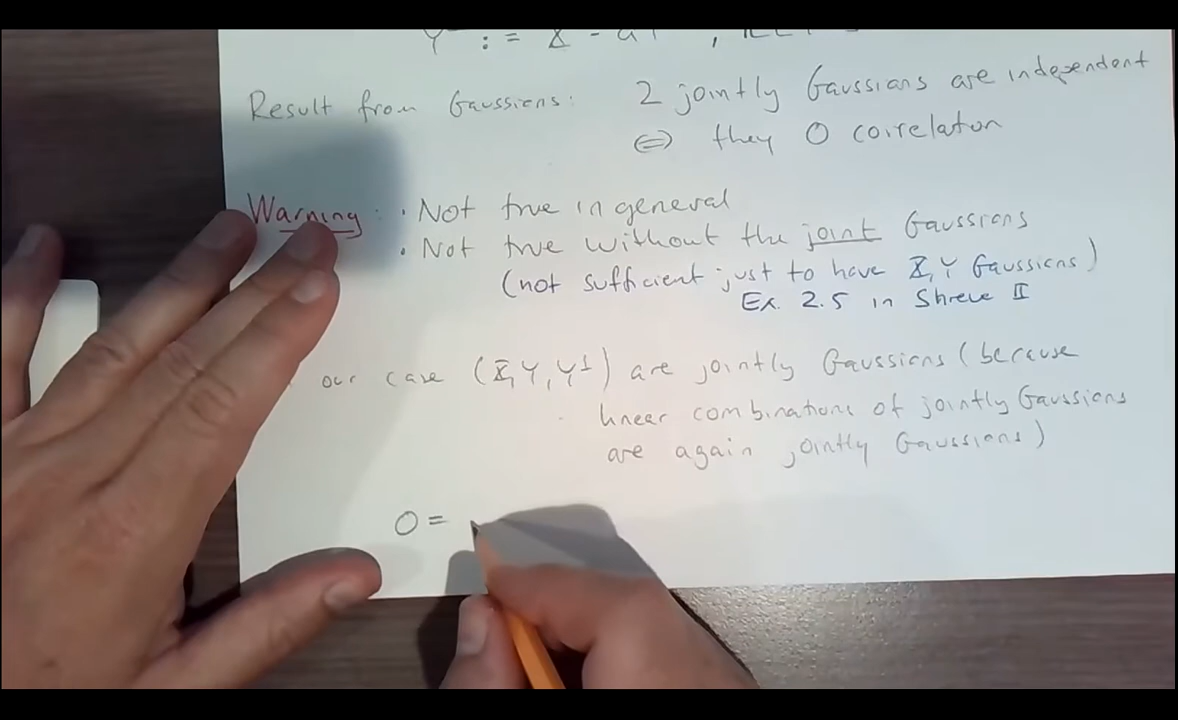 Result from Gaussians: 2 jointly Gaussians are independent
⇔ they 0 correlation
Warning: · Not true in general
· Not true without the joint Gaussians
(not sufficient just to have X, Y Gaussians)
Ex. 2.5 in Shreve II
our case (X, Y, Y⊥) are jointly Gaussians (because
linear combinations of jointly Gaussians
are again jointly Gaussians)
0 =